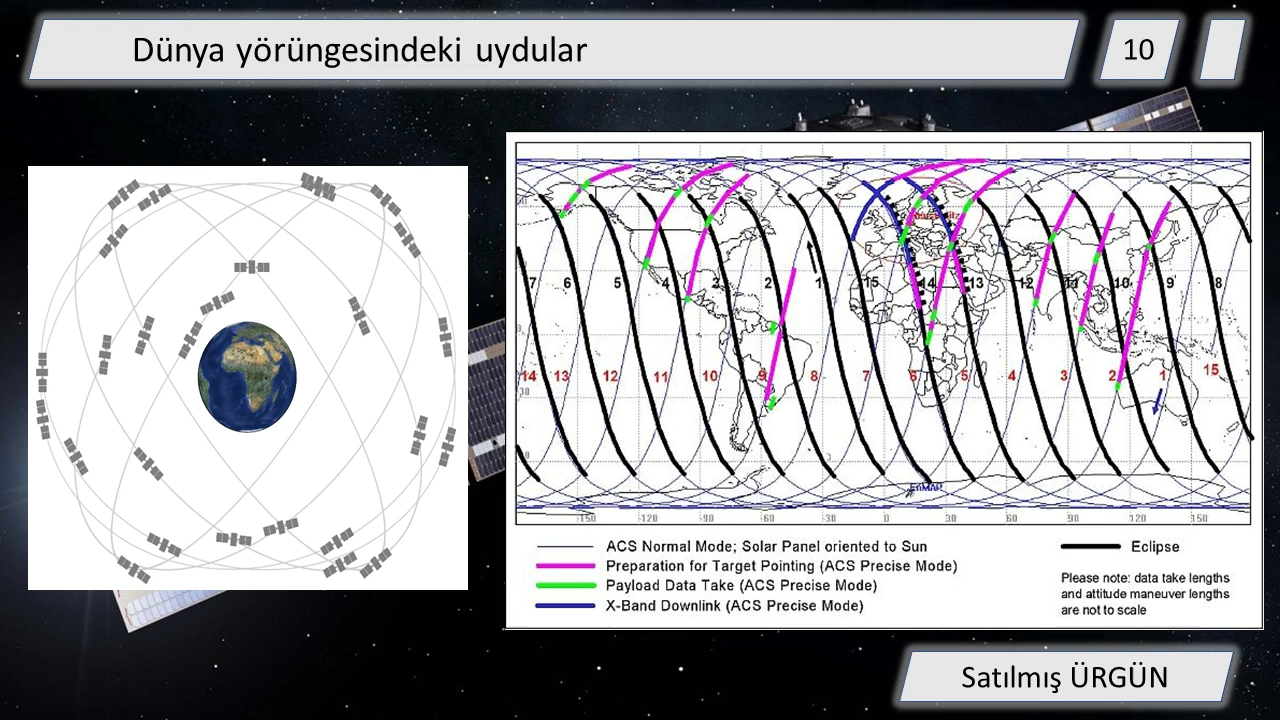 Dünya yörüngesindeki uydular
10
7 6 5 4 3 2 1 15 14 13 12 11 10 9 8
14 13 12 11 10 9 8 7 6 5 4 3 2 1 15
EnMAP
-150 -120 -90 -60 -30 0 30 60 90 120 150
ACS Normal Mode; Solar Panel oriented to Sun
Preparation for Target Pointing (ACS Precise Mode)
Payload Data Take (ACS Precise Mode)
X-Band Downlink (ACS Precise Mode)
Eclipse
Please note: data take lengths
and attitude maneuver lengths
are not to scale
Satılmış ÜRGÜN